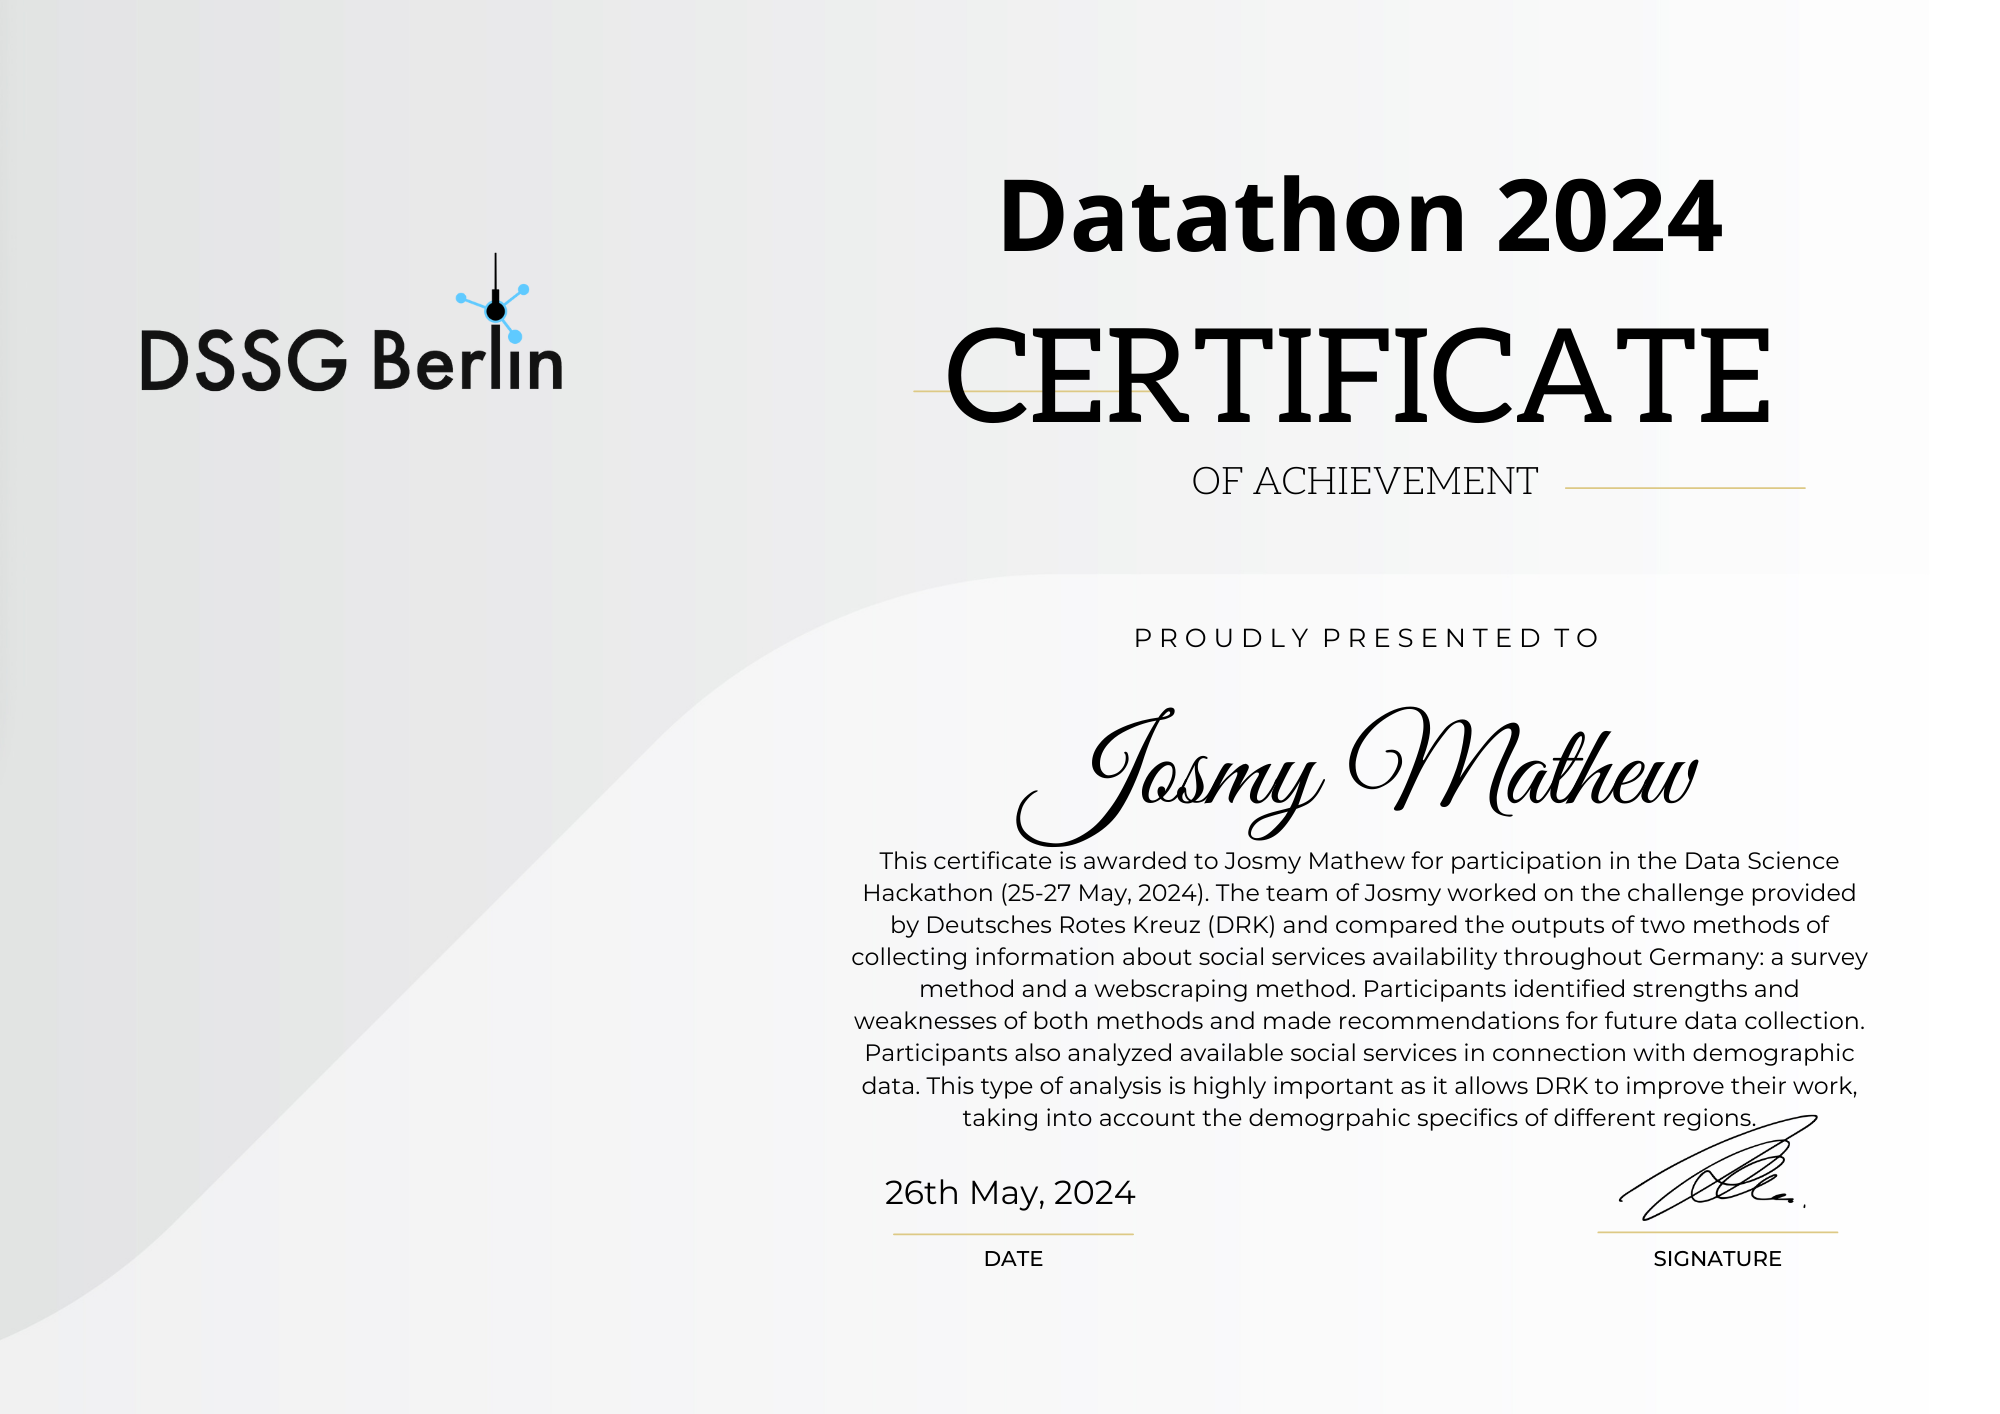 DSSG Berlin
Datathon 2024
CERTIFICATE
OF ACHIEVEMENT
PROUDLY PRESENTED TO
Josmy Mathew
This certificate is awarded to Josmy Mathew for participation in the Data Science
Hackathon (25-27 May, 2024). The team of Josmy worked on the challenge provided
by Deutsches Rotes Kreuz (DRK) and compared the outputs of two methods of
collecting information about social services availability throughout Germany: a survey
method and a webscraping method. Participants identified strengths and
weaknesses of both methods and made recommendations for future data collection.
Participants also analyzed available social services in connection with demographic
data. This type of analysis is highly important as it allows DRK to improve their work,
taking into account the demogrpahic specifics of different regions.
26th May, 2024
DATE
SIGNATURE